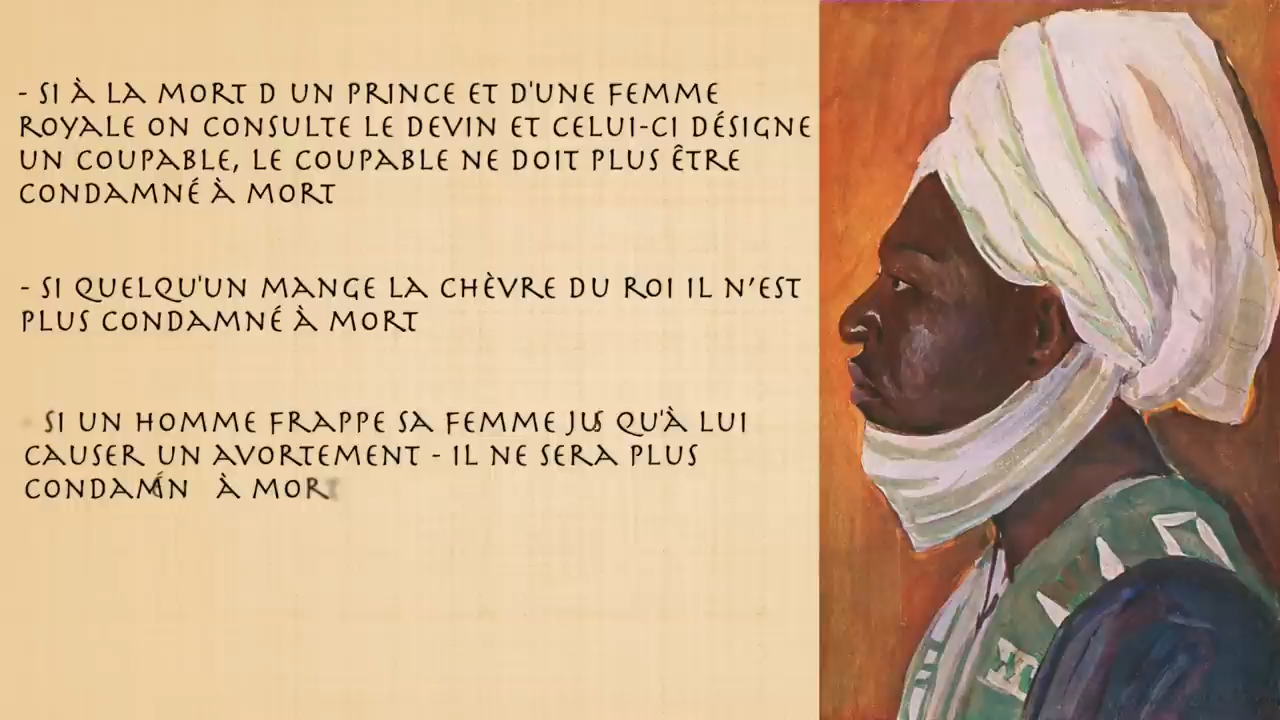 - SI À LA MORT D UN PRINCE ET D'UNE FEMME
ROYALE ON CONSULTE LE DEVIN ET CELUI-CI DÉSIGNE
UN COUPABLE, LE COUPABLE NE DOIT PLUS ÊTRE
CONDAMNÉ À MORT
- SI QUELQU'UN MANGE LA CHÈVRE DU ROI IL N’EST
PLUS CONDAMNÉ À MORT
SI UN HOMME FRAPPE SA FEMME JUS QU'À LUI
CAUSER UN AVORTEMENT - IL NE SERA PLUS
À MORT